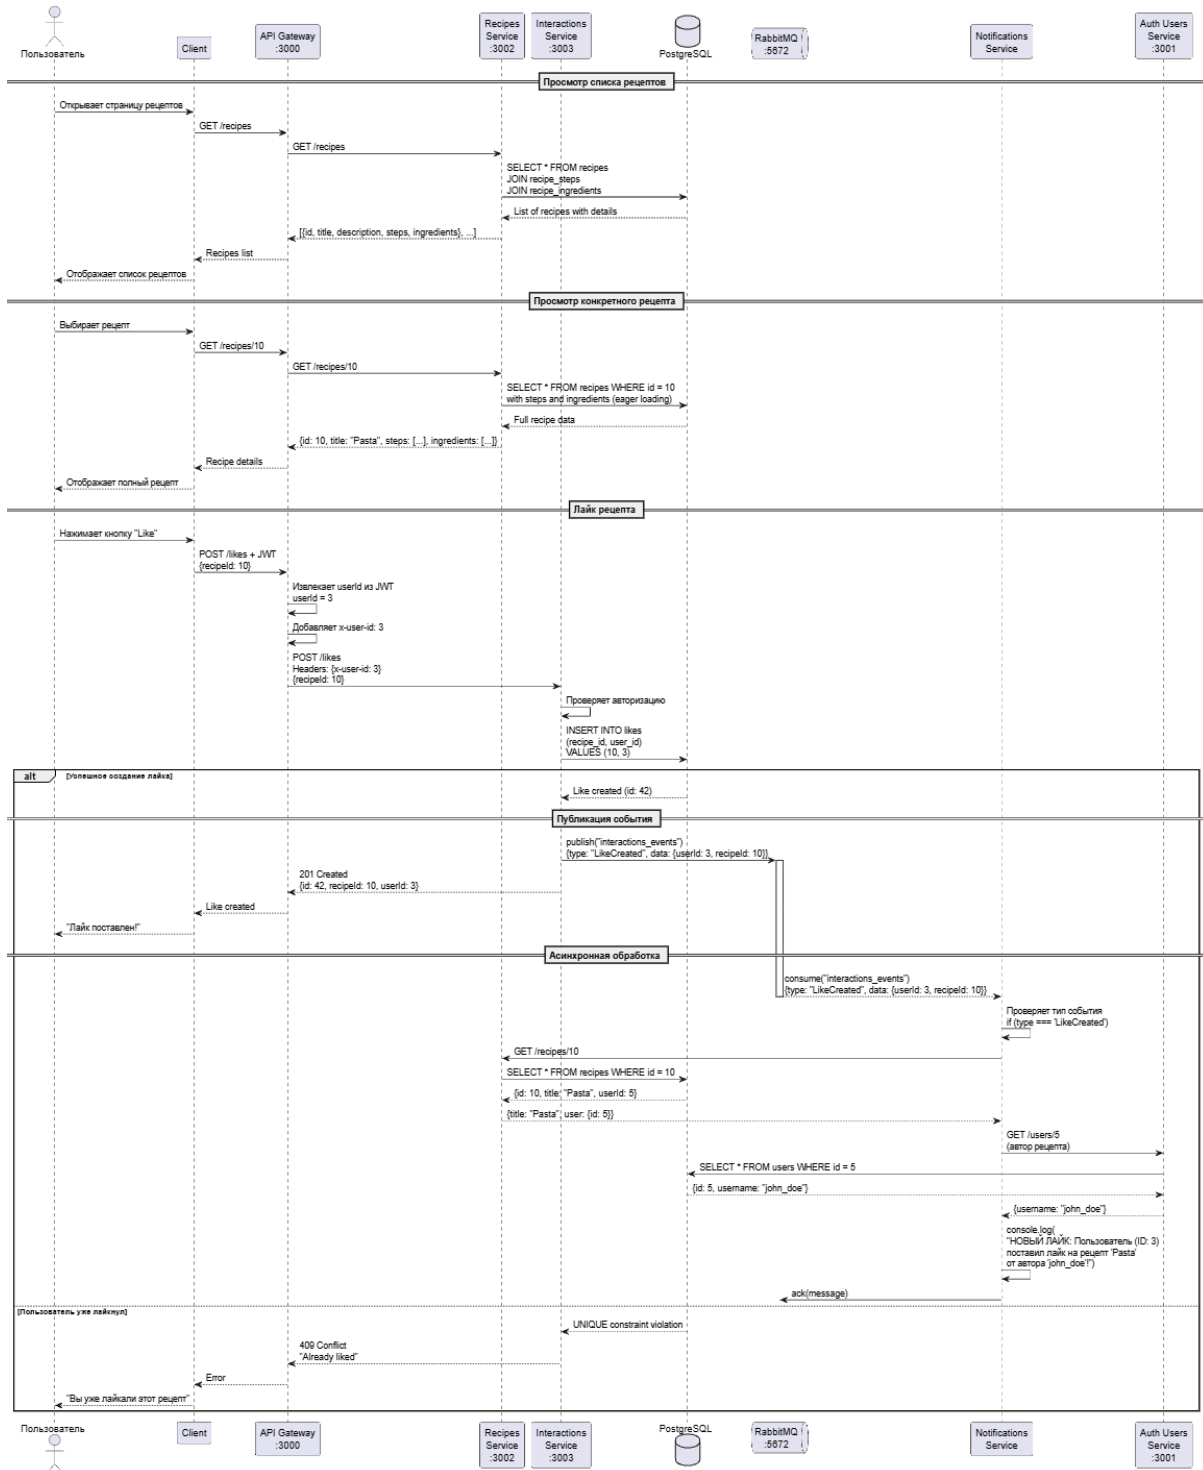 Пользователь
Client
API Gateway
:3000
Recipes
Service
:3002
Interactions
Service
:3003
PostgreSQL
RabbitMQ
:5672
Notifications
Service
Auth Users
Service
:3001
Просмотр списка рецептов
Открывает страницу рецептов
GET /recipes
GET /recipes
SELECT * FROM recipes
JOIN recipe_steps
JOIN recipe_ingredients
List of recipes with details
[{id, title, description, steps, ingredients}, ...]
Recipes list
Отображает список рецептов
Просмотр конкретного рецепта
Выбирает рецепт
GET /recipes/10
GET /recipes/10
SELECT * FROM recipes WHERE id = 10
with steps and ingredients (eager loading)
Full recipe data
{id: 10, title: "Pasta", steps: [...], ingredients: [...]}
Recipe details
Отображает полный рецепт
Лайк рецепта
Нажимает кнопку "Like"
POST /likes + JWT
{recipeId: 10}
Извлекает userId из JWT
userId = 3
Добавляет x-user-id: 3
POST /likes
Headers: {x-user-id: 3}
{recipeId: 10}
Проверяет авторизацию
INSERT INTO likes
(recipe_id, user_id)
VALUES (10, 3)
alt
[Успешное создание лайка]
Like created (id: 42)
Публикация события
publish("interactions_events")
{type: "LikeCreated", data: {userId: 3, recipeId: 10}}
201 Created
{id: 42, recipeId: 10, userId: 3}
Like created
"Лайк поставлен!"
Асинхронная обработка
consume("interactions_events")
{type: "LikeCreated", data: {userId: 3, recipeId: 10}}
Проверяет тип события
if (type === 'LikeCreated')
GET /recipes/10
SELECT * FROM recipes WHERE id = 10
{id: 10, title: "Pasta", userId: 5}
{title: "Pasta", user: {id: 5}}
GET /users/5
(автор рецепта)
SELECT * FROM users WHERE id = 5
{id: 5, username: "john_doe"}
{username: "john_doe"}
console.log(
"НОВЫЙ ЛАЙК: Пользователь (ID: 3)
поставил лайк на рецепт 'Pasta'
от автора 'john_doe'!")
ack(message)
[Пользователь уже лайкнул]
UNIQUE constraint violation
409 Conflict
"Already liked"
Error
"Вы уже лайкали этот рецепт"
Пользователь
Client
API Gateway
:3000
Recipes
Service
:3002
Interactions
Service
:3003
PostgreSQL
RabbitMQ
:5672
Notifications
Service
Auth Users
Service
:3001